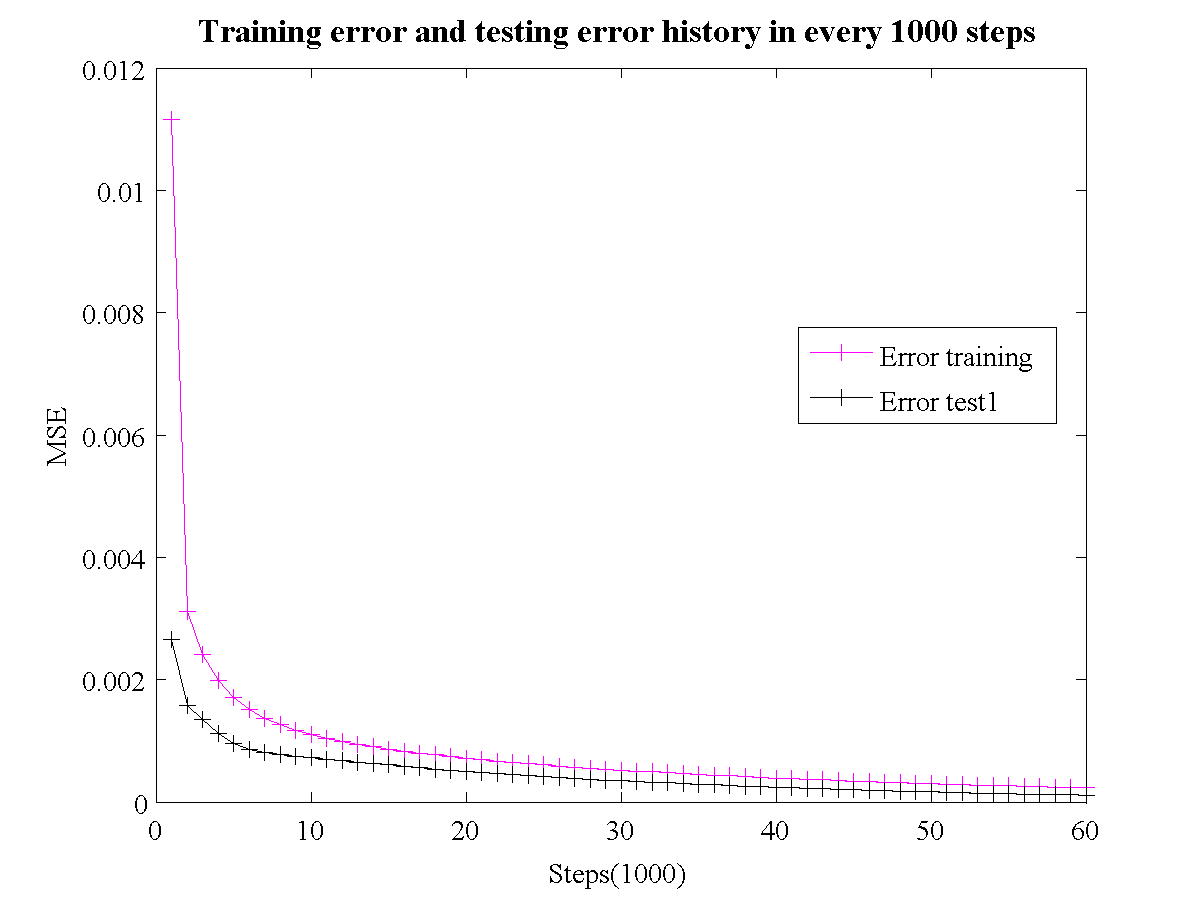 Training error and testing error history in every 1000 steps
0.012
0.01
0.008
0.006
0.004
0.002
0
MSE
Error training
Error test1
0 10 20 30 40 50 60
Steps(1000)